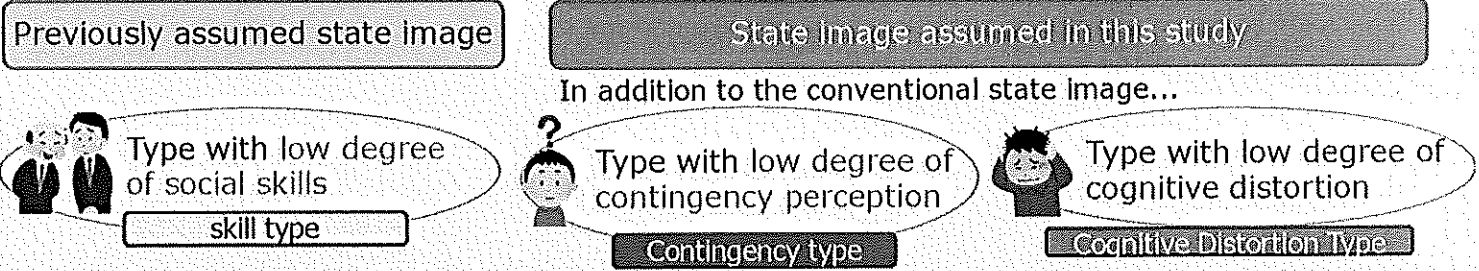 Previously assumed state image
State image assumed in this study
In addition to the conventional state image...
Type with low degree
of social skills
skill type
?
Type with low degree of
contingency perception
Contingency type
Type with low degree of
cognitive distortion
Cognitive Distortion Type